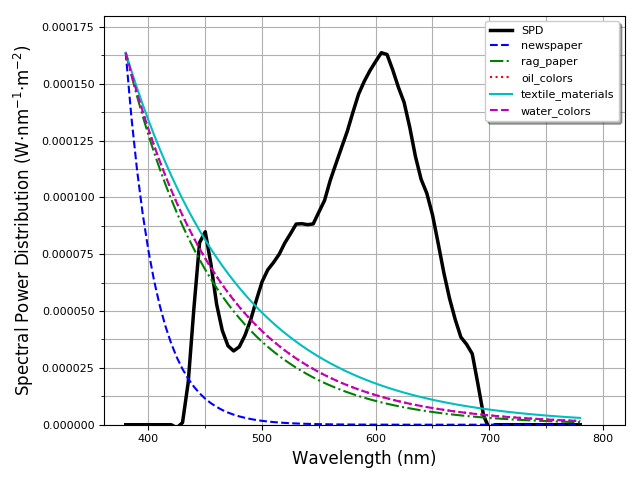 0.000175
0.000150
0.000125
0.000100
0.000075
0.000050
0.000025
0.000000
Spectral Power Distribution (W·nm⁻¹·m⁻²)
400
500
600
700
800
Wavelength (nm)
SPD
newspaper
rag_paper
oil_colors
textile_materials
water_colors